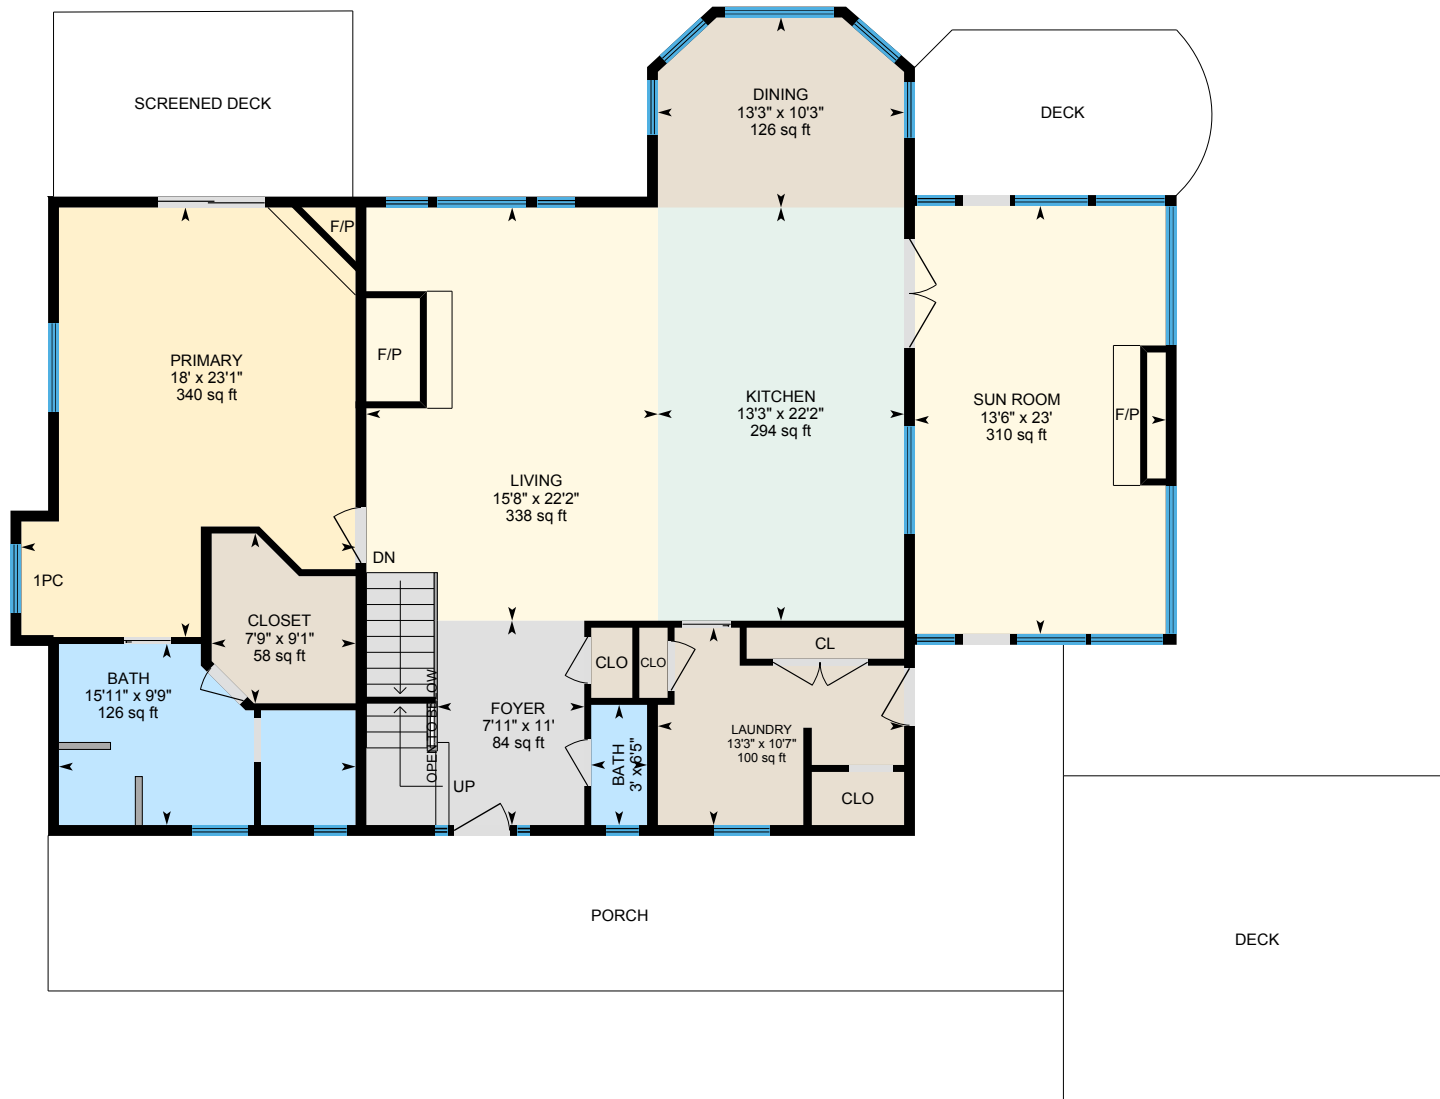 SCREENED DECK
DINING
13'3" x 10'3"
126 sq ft
DECK
F/P
F/P
PRIMARY
18' x 23'1"
340 sq ft
KITCHEN
13'3" x 22'2"
294 sq ft
SUN ROOM
13'6" x 23'
310 sq ft
F/P
LIVING
15'8" x 22'2"
338 sq ft
DN
1PC
CLOSET
7'9" x 9'1"
58 sq ft
CLO
CLO
CL
BATH
15'11" x 9'9"
126 sq ft
OPEN TO BELOW
FOYER
7'11" x 11'
84 sq ft
BATH
3' x 6'5"
LAUNDRY
13'3" x 10'7"
100 sq ft
UP
CLO
PORCH
DECK